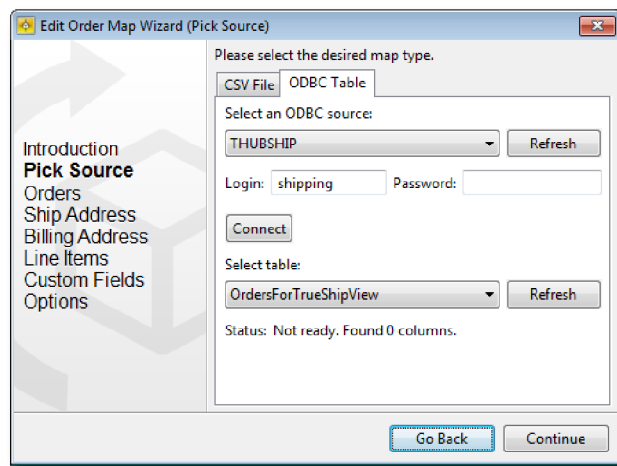 Edit Order Map Wizard (Pick Source)
Please select the desired map type.
CSV File ODBC Table
Select an ODBC source:
THUBSHIP Refresh
Login: shipping Password:
Connect
Select table:
OrdersForTrueShipView Refresh
Status: Not ready. Found 0 columns.
Introduction
Pick Source
Orders
Ship Address
Billing Address
Line Items
Custom Fields
Options
Go Back Continue